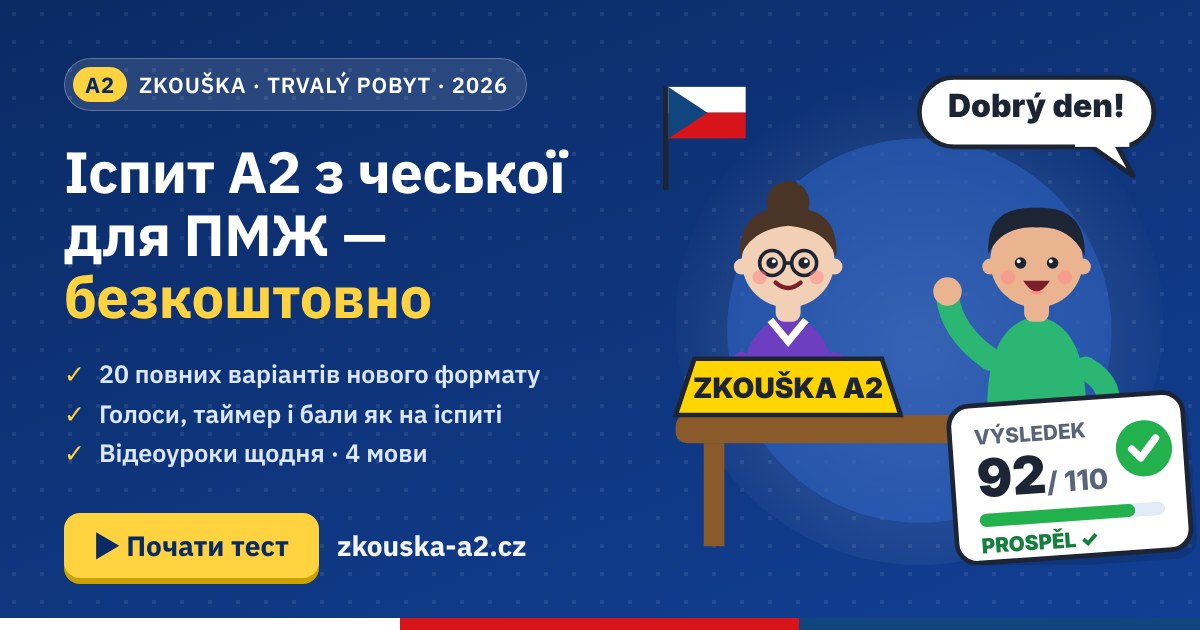 A2 ZKOUŠKA · TRVALÝ POBYT · 2026
Іспит A2 з чеської
для ПМЖ —
безкоштовно
✓ 20 повних варіантів нового формату
✓ Голоси, таймер і бали як на іспиті
✓ Відеоуроки щодня · 4 мови
▶ Почати тест
zkouska-a2.cz
Dobrý den!
ZKOUŠKA A2
VÝSLEDEK
92/ 110
PROSPĚL ✓